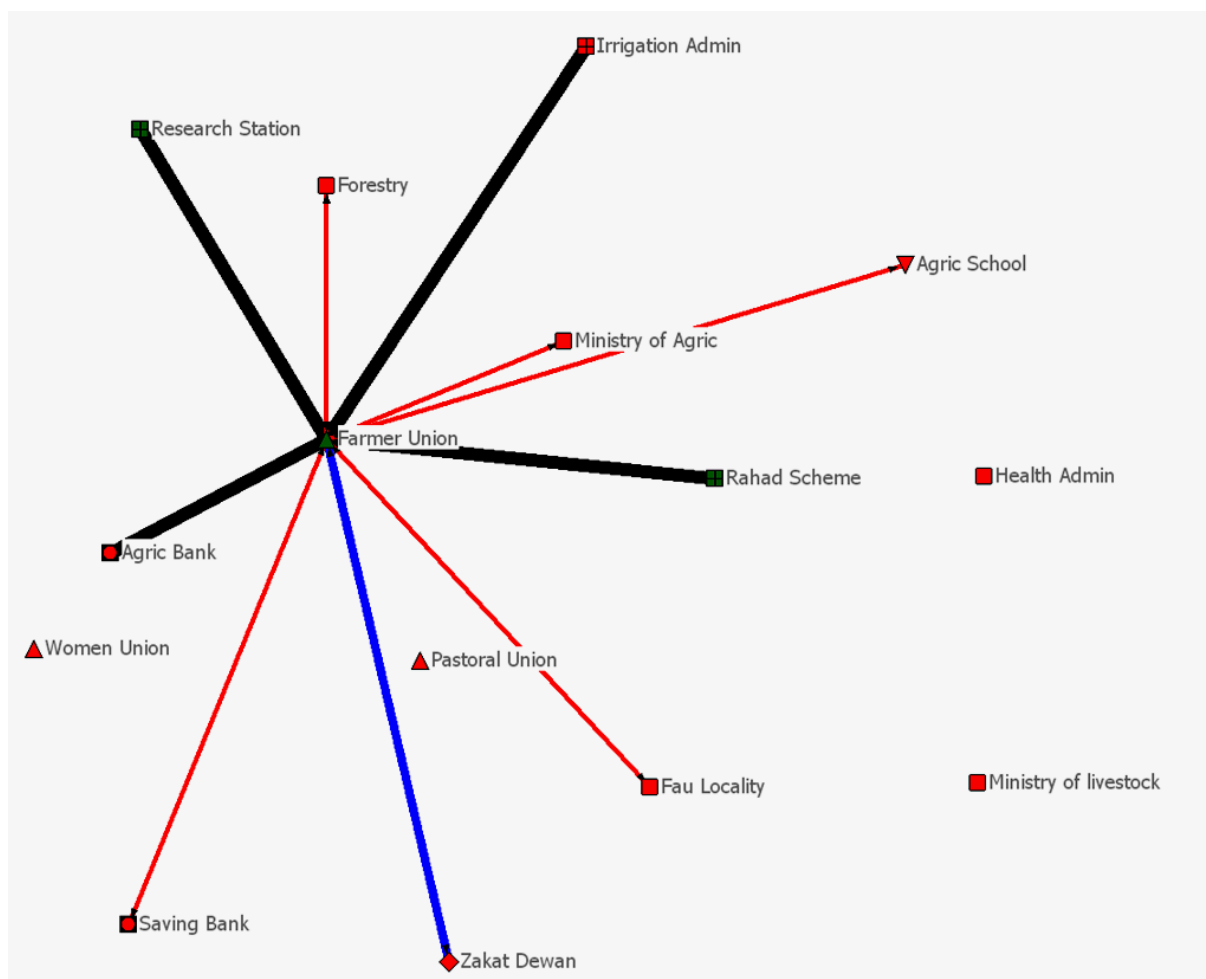 Irrigation Admin
Research Station
Forestry
Agric School
Ministry of Agric
Farmer Union
Rahad Scheme
Health Admin
Agric Bank
Women Union
Pastoral Union
Fau Locality
Ministry of livestock
Saving Bank
Zakat Dewan